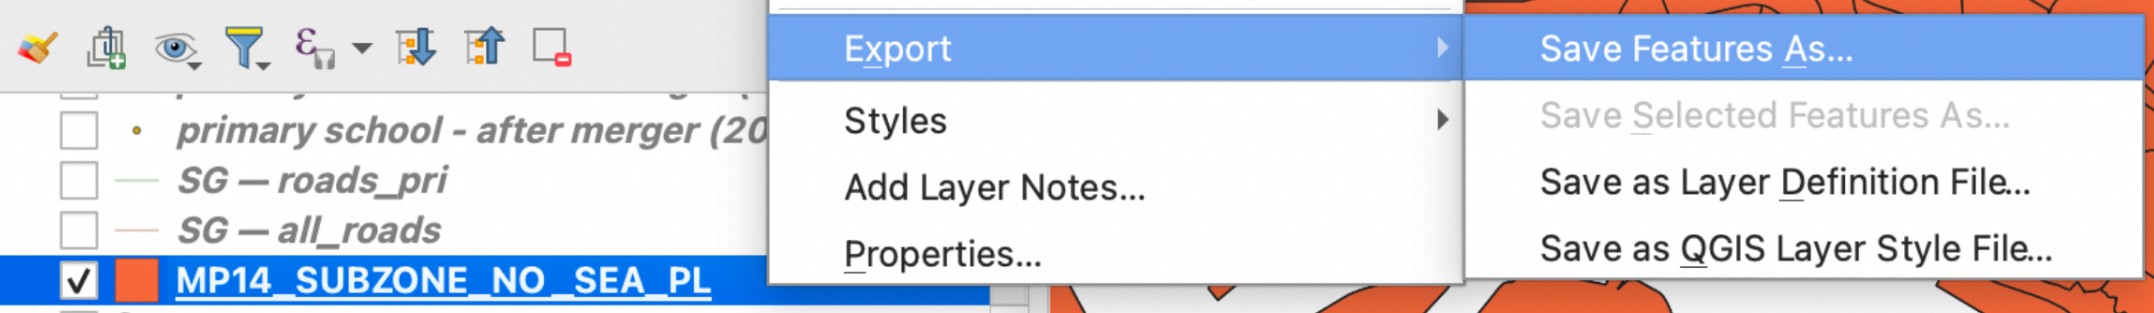 Export
Save Features As...
Save Selected Features As...
Styles
primary school - after merger (20
SG — roads_pri
Add Layer Notes...
Save as Layer Definition File...
SG — all_roads
Properties...
Save as QGIS Layer Style File...
MP14_SUBZONE_NO_SEA_PL